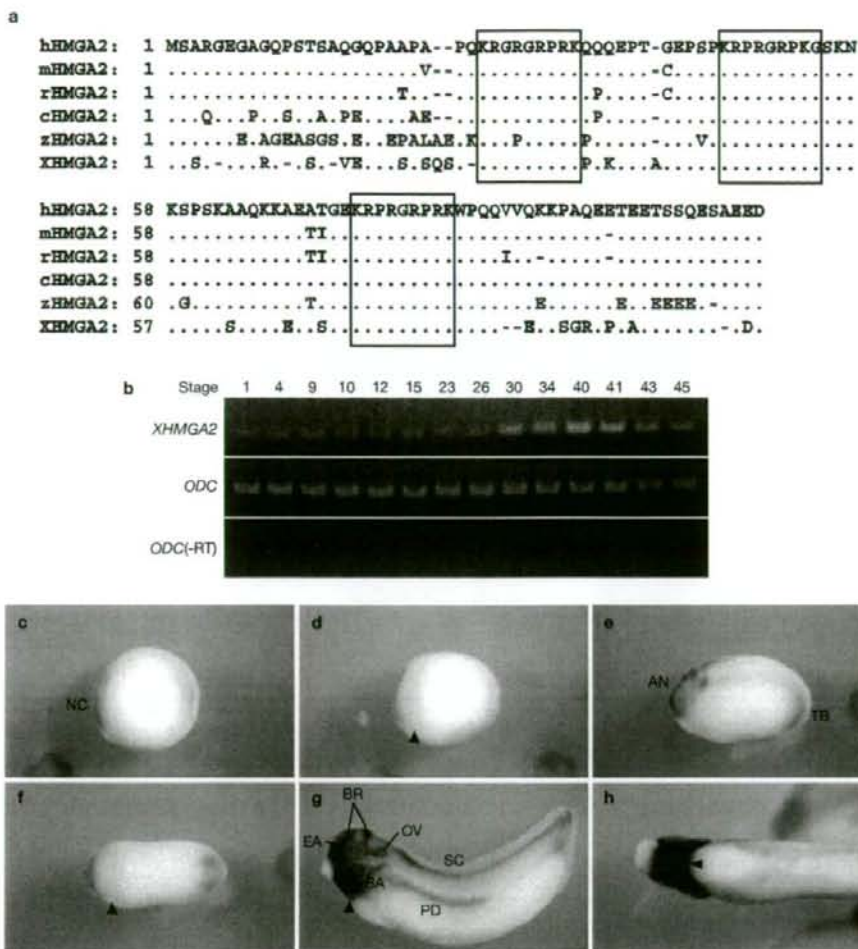 a
hHMGA2: 1 MSARGEGAGQPSTSAQGQPAAPA--PQKRGRGRPRKQQQEPT-GEPSPKRPRGRPKGSKN
mHMGA2: 1 ......................V--.................-C................
rHMGA2: 1 ....................T..--............P....-C................
cHMGA2: 1 ...Q...P..S..A.PE....AE--............P....-.................
zHMGA2: 1 ......E.AGEASGS.E..EPALAE.K...P.....P.....-...V.............
XHMGA2: 1 ..S.-...R.-.S.-VE...S.SQS-..........P.K...A.................
hHMGA2: 58 KSPSKAAQKKAEATGEKRPRGRPRKWPQQVVQKKPAQEETEETSSQESAEED
mHMGA2: 58 ............TI........................-.............
rHMGA2: 58 ............TI...............I..-.....-.............
cHMGA2: 58 ....................................................
zHMGA2: 60 .G..........T...................E......E..EEEE.-....
XHMGA2: 57 .....S....E..S...............--E..SGR.P.A.........D.
b Stage 1 4 9 10 12 15 23 26 30 34 40 41 43 45
XHMGA2
ODC
ODC(-RT)
c d e
NC AN TB
f g h
BR
EA OV
SC
BA
PD